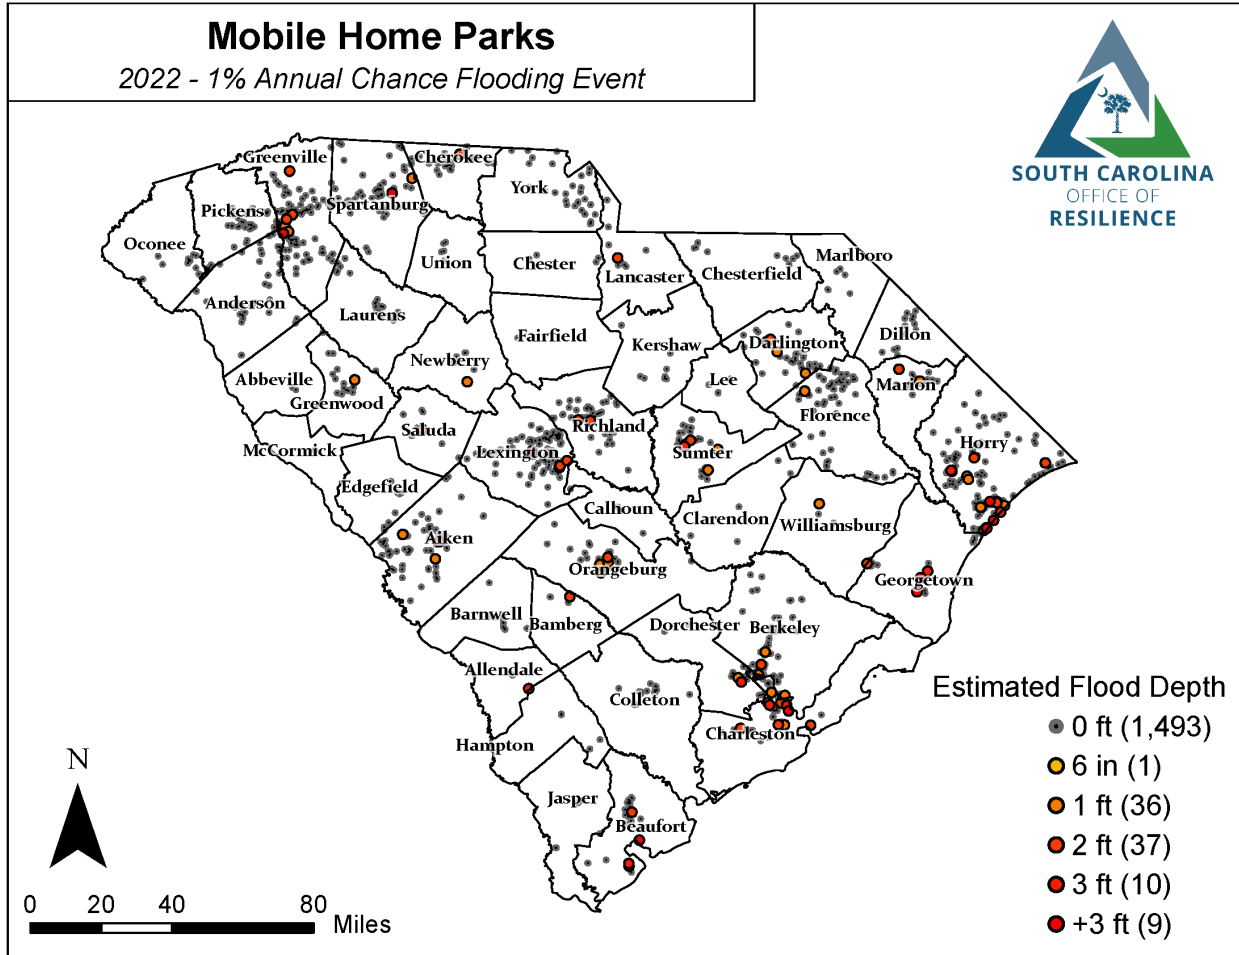 Mobile Home Parks
2022 - 1% Annual Chance Flooding Event
SOUTH CAROLINA
OFFICE OF
RESILIENCE
Greenville
Cherokee
York
Pickens
Spartanburg
Oconee
Union
Chester
Lancaster
Chesterfield
Marlboro
Anderson
Laurens
Fairfield
Kershaw
Darlington
Dillon
Newberry
Abbeville
Greenwood
Lee
Marion
Florence
Saluda
Richland
McCormick
Lexington
Sumter
Horry
Edgefield
Calhoun
Clarendon
Williamsburg
Aiken
Orangeburg
Georgetown
Barnwell
Bamberg
Dorchester
Berkeley
Allendale
Colleton
Hampton
Charleston
Jasper
Beaufort
Estimated Flood Depth
0 ft (1,493)
6 in (1)
1 ft (36)
2 ft (37)
3 ft (10)
+3 ft (9)
N
0 20 40 80
Miles